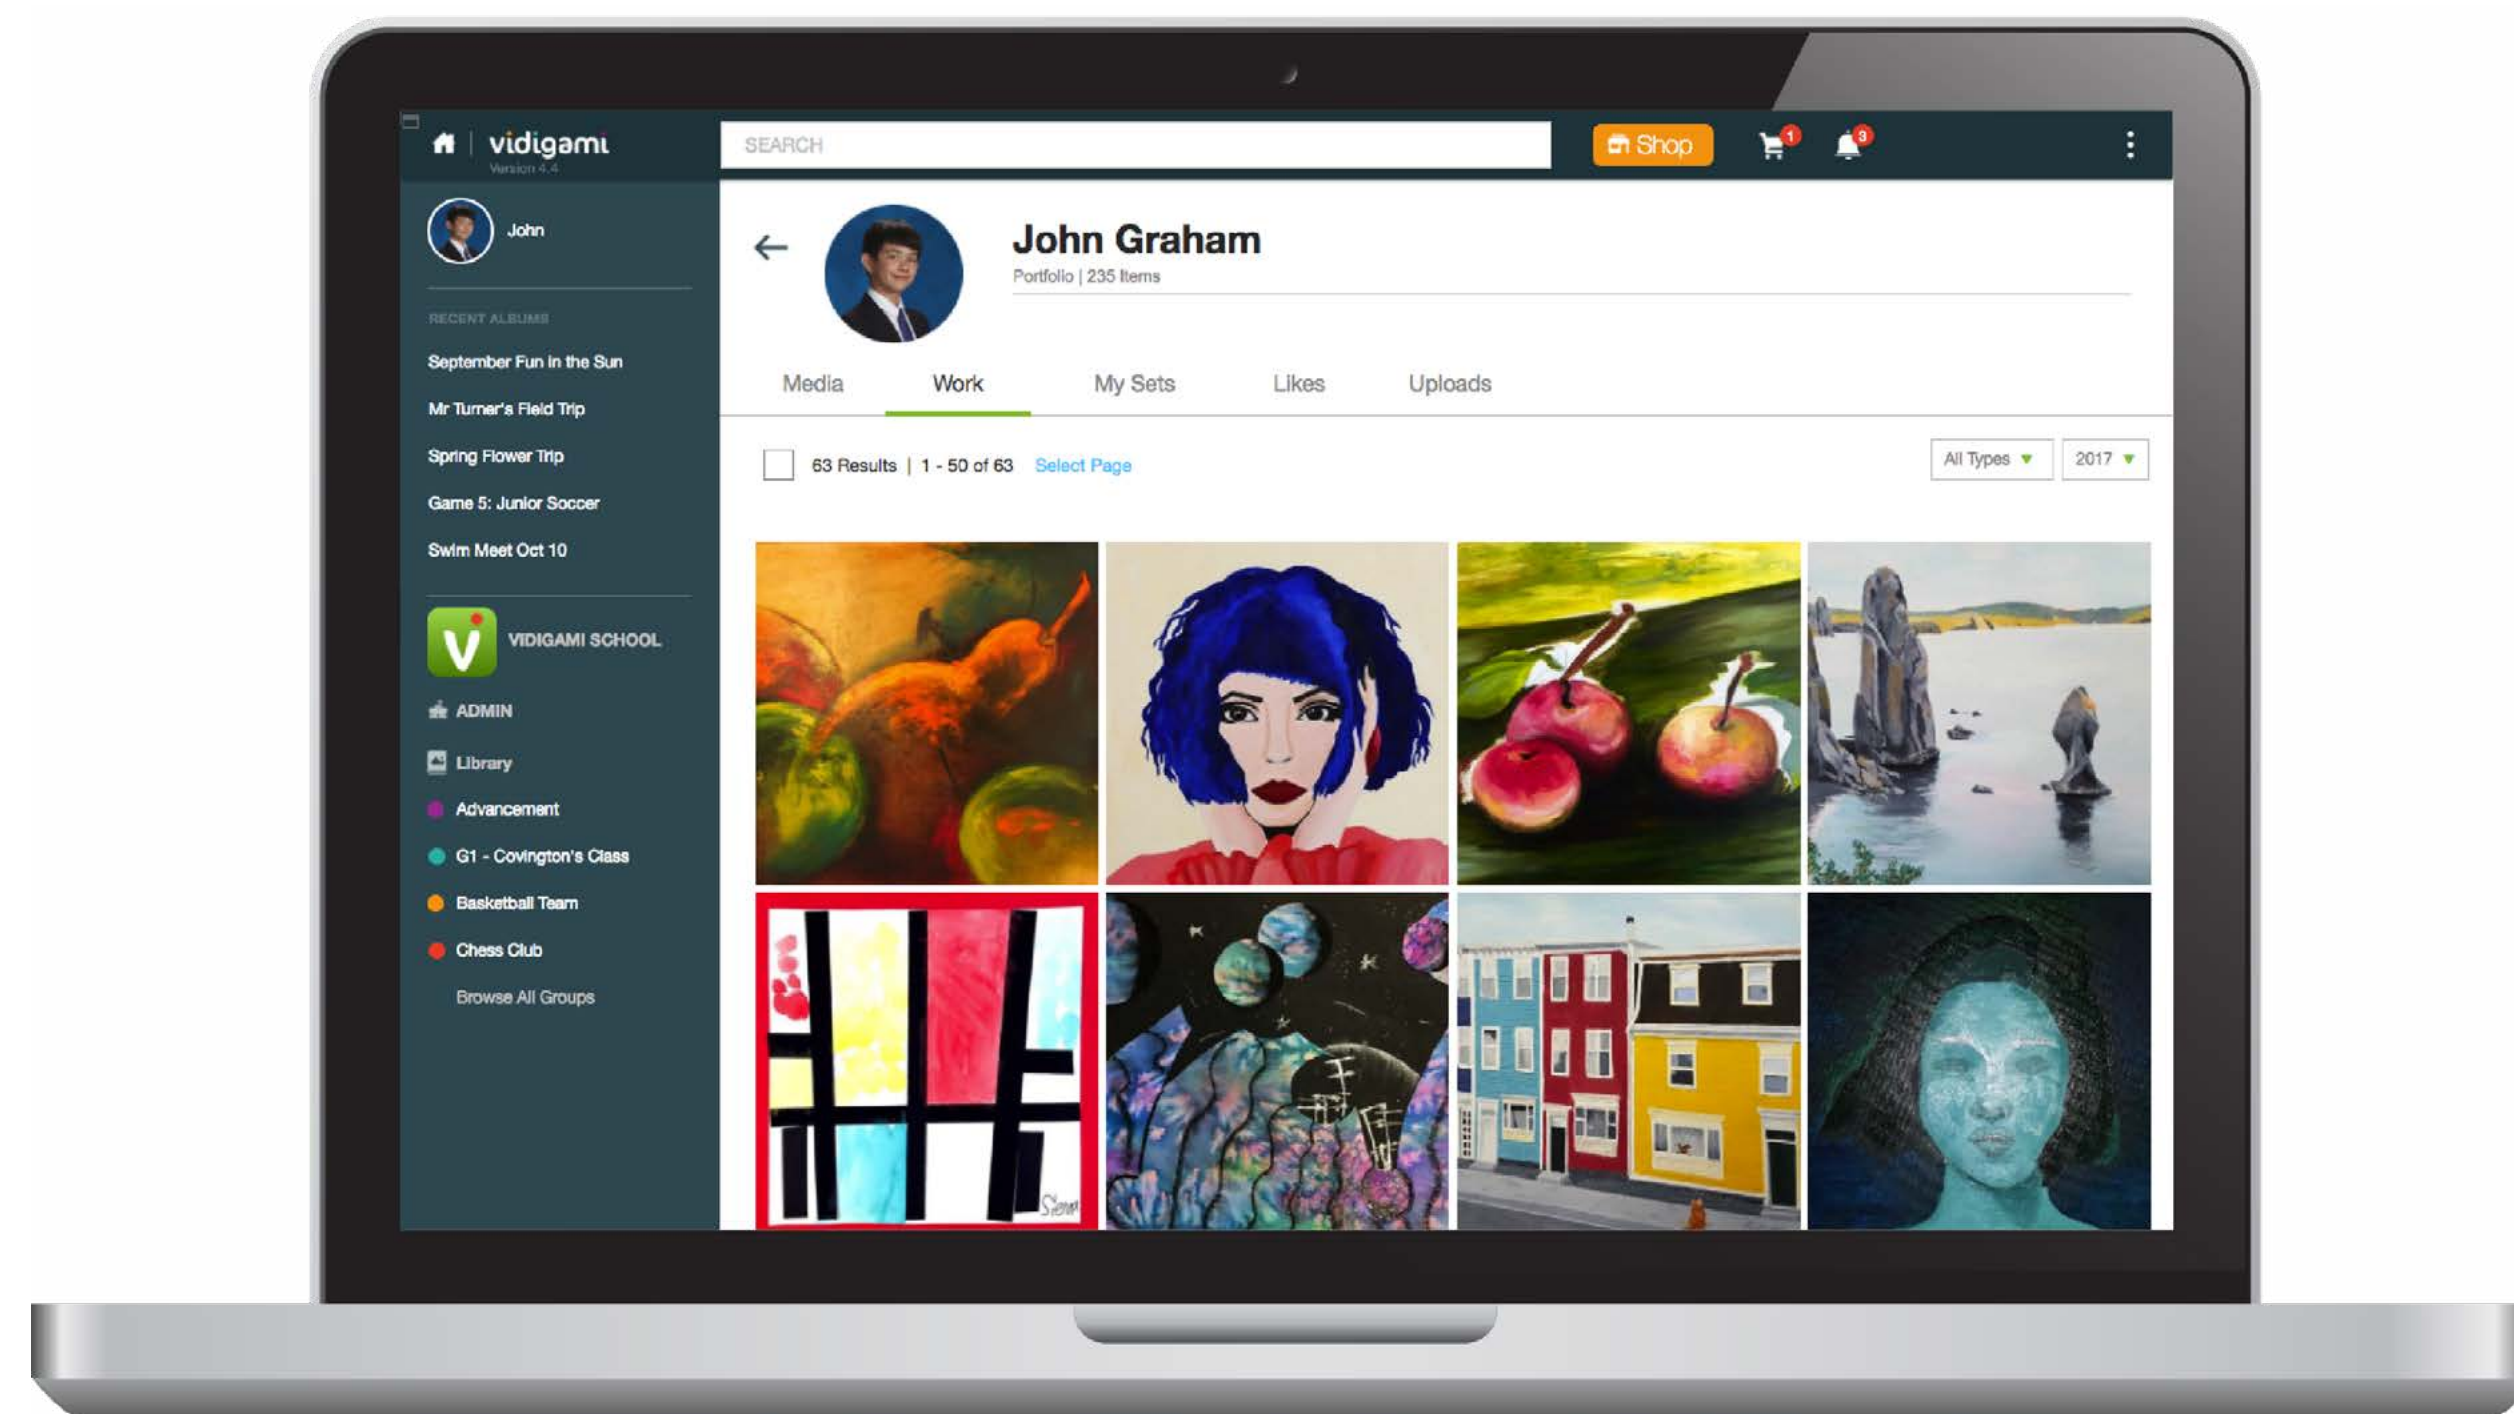 vidigami
Version 4.4
SEARCH
Shop
1
3
John
RECENT ALBUMS
September Fun in the Sun
Mr Turner's Field Trip
Spring Flower Trip
Game 5: Junior Soccer
Swim Meet Oct 10
VIDIGAMI SCHOOL
ADMIN
Library
Advancement
G1 - Covington's Class
Basketball Team
Chess Club
Browse All Groups
John Graham
Portfolio | 235 Items
Media Work My Sets Likes Uploads
63 Results | 1 - 50 of 63 Select Page
All Types 2017